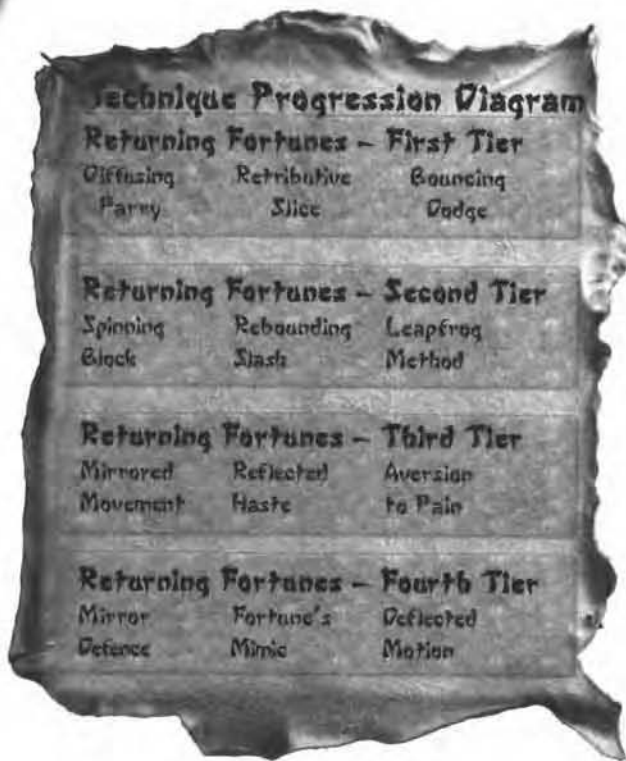 Technique Progression Diagram
Returning Fortunes – First Tier
Diffusing Retributive Bouncing
Parry Slice Dodge
Returning Fortunes – Second Tier
Spinning Rebounding Leapfrog
Block Slash Method
Returning Fortunes – Third Tier
Mirrored Reflected Aversion
Movement Haste to Pain
Returning Fortunes – Fourth Tier
Mirror Fortune's Deflected
Defence Mimic Motion